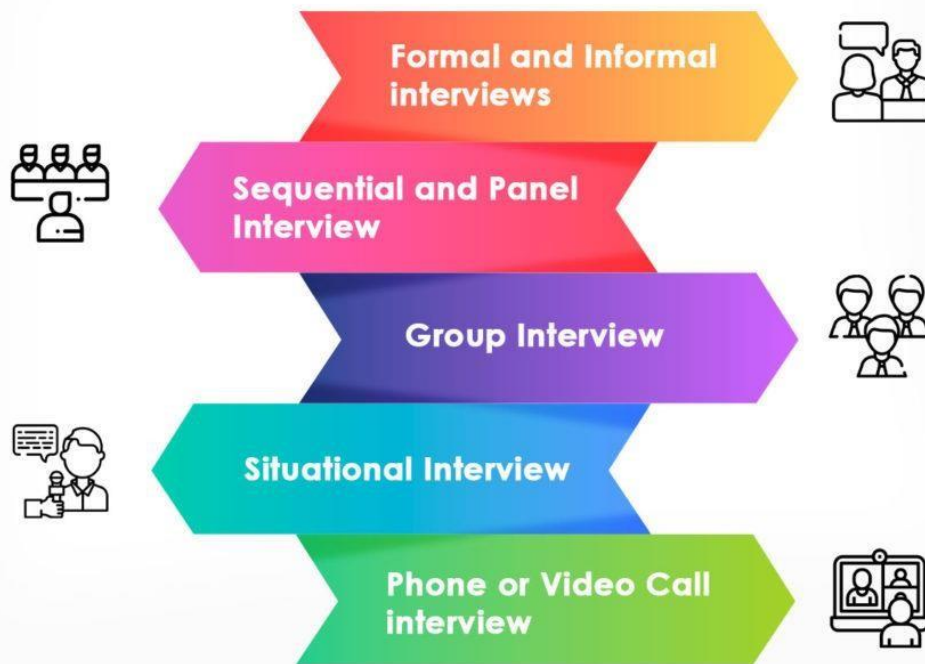 Formal and Informal
interviews
Sequential and Panel
Interview
Group Interview
Situational Interview
Phone or Video Call
interview